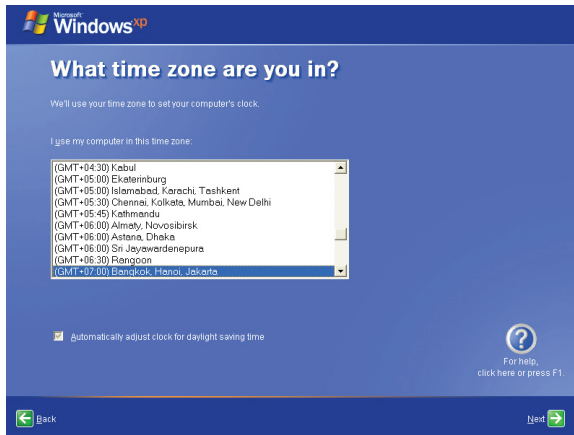 Microsoft
Windows xp
What time zone are you in?
We'll use your time zone to set your computer's clock.
I use my computer in this time zone:
(GMT+04:30) Kabul
(GMT+05:00) Ekaterinburg
(GMT+05:00) Islamabad, Karachi, Tashkent
(GMT+05:30) Chennai, Kolkata, Mumbai, New Delhi
(GMT+05:45) Kathmandu
(GMT+06:00) Almaty, Novosibirsk
(GMT+06:00) Astana, Dhaka
(GMT+06:00) Sri Jayawardenepura
(GMT+06:30) Rangoon
(GMT+07:00) Bangkok, Hanoi, Jakarta
Automatically adjust clock for daylight saving time
?
For help,
click here or press F1.
Back
Next